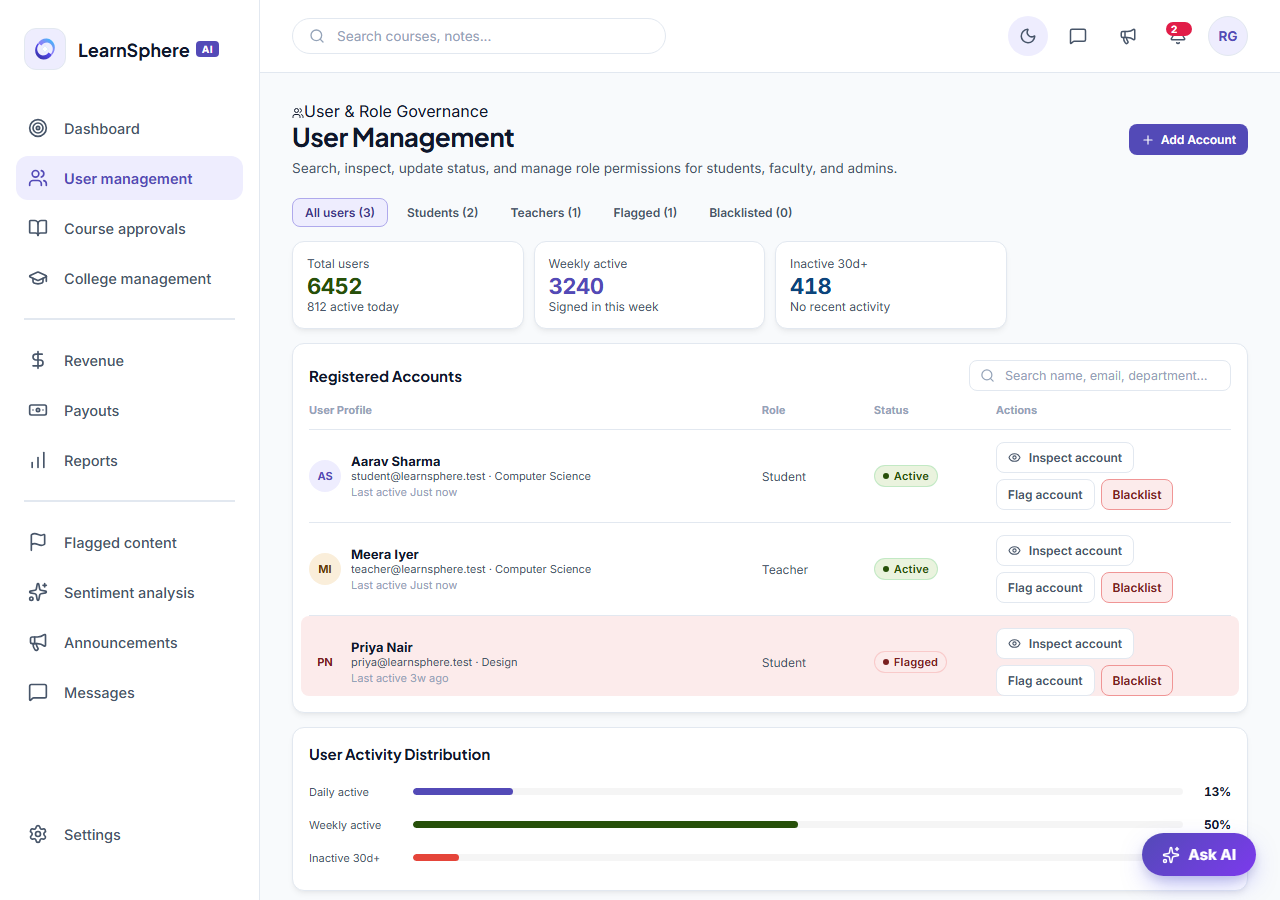 LearnSphere AI
Search courses, notes...
2
RG
Dashboard
User management
Course approvals
College management
Revenue
Payouts
Reports
Flagged content
Sentiment analysis
Announcements
Messages
Settings
User & Role Governance
User Management
Search, inspect, update status, and manage role permissions for students, faculty, and admins.
+ Add Account
All users (3) Students (2) Teachers (1) Flagged (1) Blacklisted (0)
Total users
6452
812 active today
Weekly active
3240
Signed in this week
Inactive 30d+
418
No recent activity
Registered Accounts
Search name, email, department...
User Profile Role Status Actions
AS
Aarav Sharma
student@learnsphere.test · Computer Science
Last active Just now
Student
Active
Inspect account
Flag account Blacklist
MI
Meera Iyer
teacher@learnsphere.test · Computer Science
Last active Just now
Teacher
Active
Inspect account
Flag account Blacklist
PN
Priya Nair
priya@learnsphere.test · Design
Last active 3w ago
Student
Flagged
Inspect account
Flag account Blacklist
User Activity Distribution
Daily active 13%
Weekly active 50%
Inactive 30d+
Ask AI